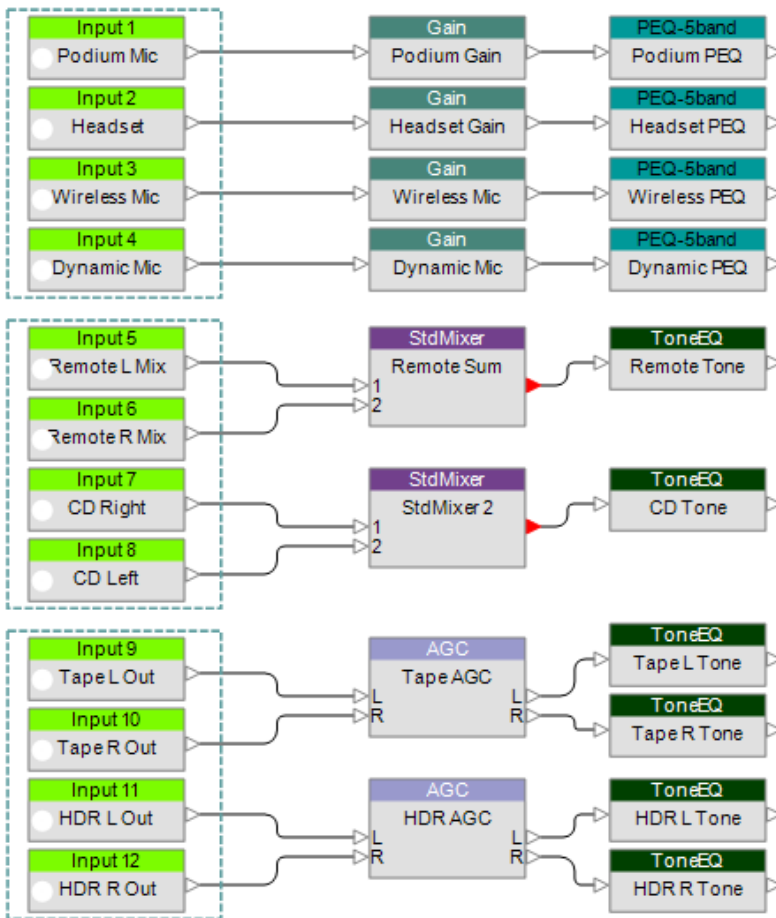 Input 1
Podium Mic
Gain
Podium Gain
PEQ-5band
Podium PEQ
Input 2
Headset
Gain
Headset Gain
PEQ-5band
Headset PEQ
Input 3
Wireless Mic
Gain
Wireless Mic
PEQ-5band
Wireless PEQ
Input 4
Dynamic Mic
Gain
Dynamic Mic
PEQ-5band
Dynamic PEQ
Input 5
Remote L Mix
Input 6
Remote R Mix
StdMixer
Remote Sum
1
2
ToneEQ
Remote Tone
Input 7
CD Right
Input 8
CD Left
StdMixer
StdMixer 2
1
2
ToneEQ
CD Tone
Input 9
Tape L Out
Input 10
Tape R Out
AGC
Tape AGC
L L
R R
ToneEQ
Tape L Tone
ToneEQ
Tape R Tone
Input 11
HDR L Out
Input 12
HDR R Out
AGC
HDR AGC
L L
R R
ToneEQ
HDR L Tone
ToneEQ
HDR R Tone